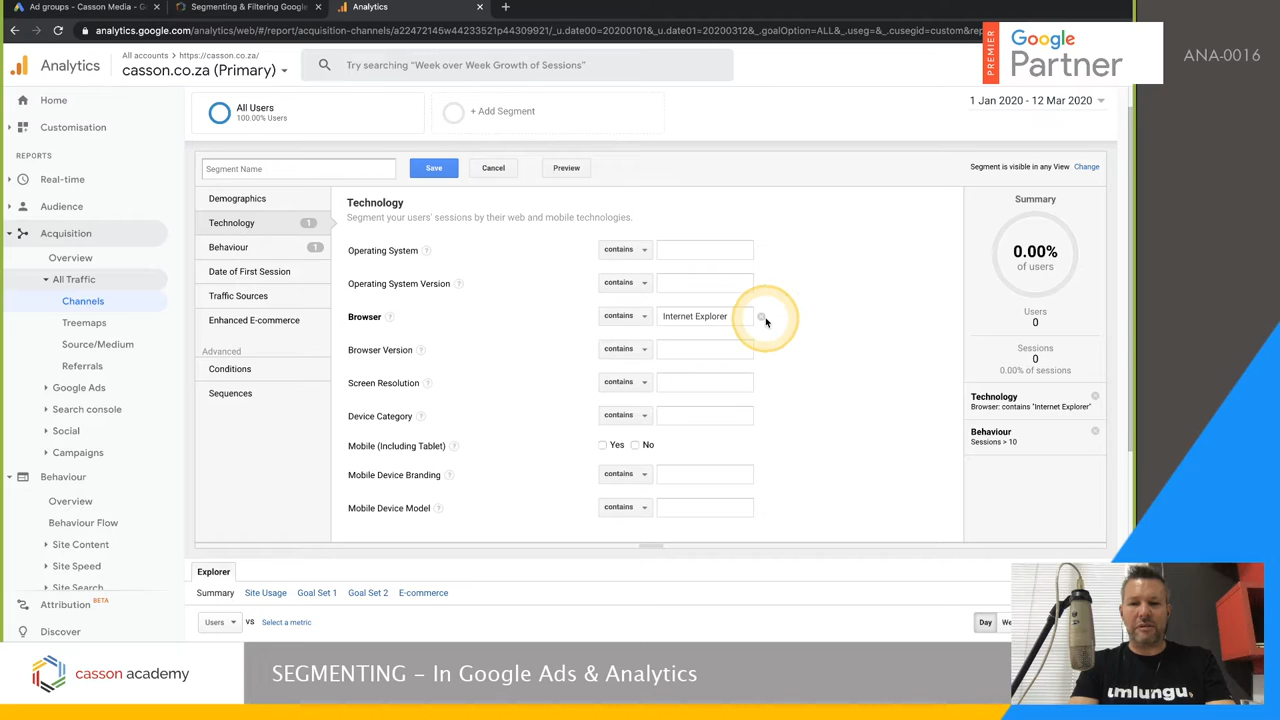 Ad groups - Casson Media - G
Segmenting & Filtering Google
Analytics
analytics.google.com/analytics/web/#/report/acquisition-channels/a22472145w44233521p44309921/_u.date00=20200101&_u.date01=20200312&_.goalOption=ALL&_.useg=&_.cusegid=custom&rep
PREMIER
Google
Partner
ANA-0016
Analytics
All accounts > https://casson.co.za/
casson.co.za (Primary)
Try searching "Week over Week Growth of Sessions"
Home
Customisation
REPORTS
Real-time
Audience
Acquisition
Overview
All Traffic
Channels
Treemaps
Source/Medium
Referrals
Google Ads
Search console
Social
Campaigns
Behaviour
Overview
Behaviour Flow
Site Content
Site Speed
Site Search
Attribution BETA
Discover
All Users
100.00% Users
+ Add Segment
1 Jan 2020 - 12 Mar 2020
Segment Name
Save
Cancel
Preview
Segment is visible in any View Change
Demographics
Technology 1
Behaviour 1
Date of First Session
Traffic Sources
Enhanced E-commerce
Advanced
Conditions
Sequences
Technology
Segment your users' sessions by their web and mobile technologies.
Operating System ? contains
Operating System Version ? contains
Browser ? contains Internet Explorer
Browser Version ? contains
Screen Resolution ? contains
Device Category ? contains
Mobile (Including Tablet) ? Yes No
Mobile Device Branding ? contains
Mobile Device Model ? contains
Summary
0.00%
of users
Users
0
Sessions
0
0.00% of sessions
Technology
Browser: contains "Internet Explorer"
Behaviour
Sessions > 10
Explorer
Summary Site Usage E-commerce
Users VS Select a metric
Day
umlungu.
casson academy
SEGMENTING – In Google Ads & Analytics